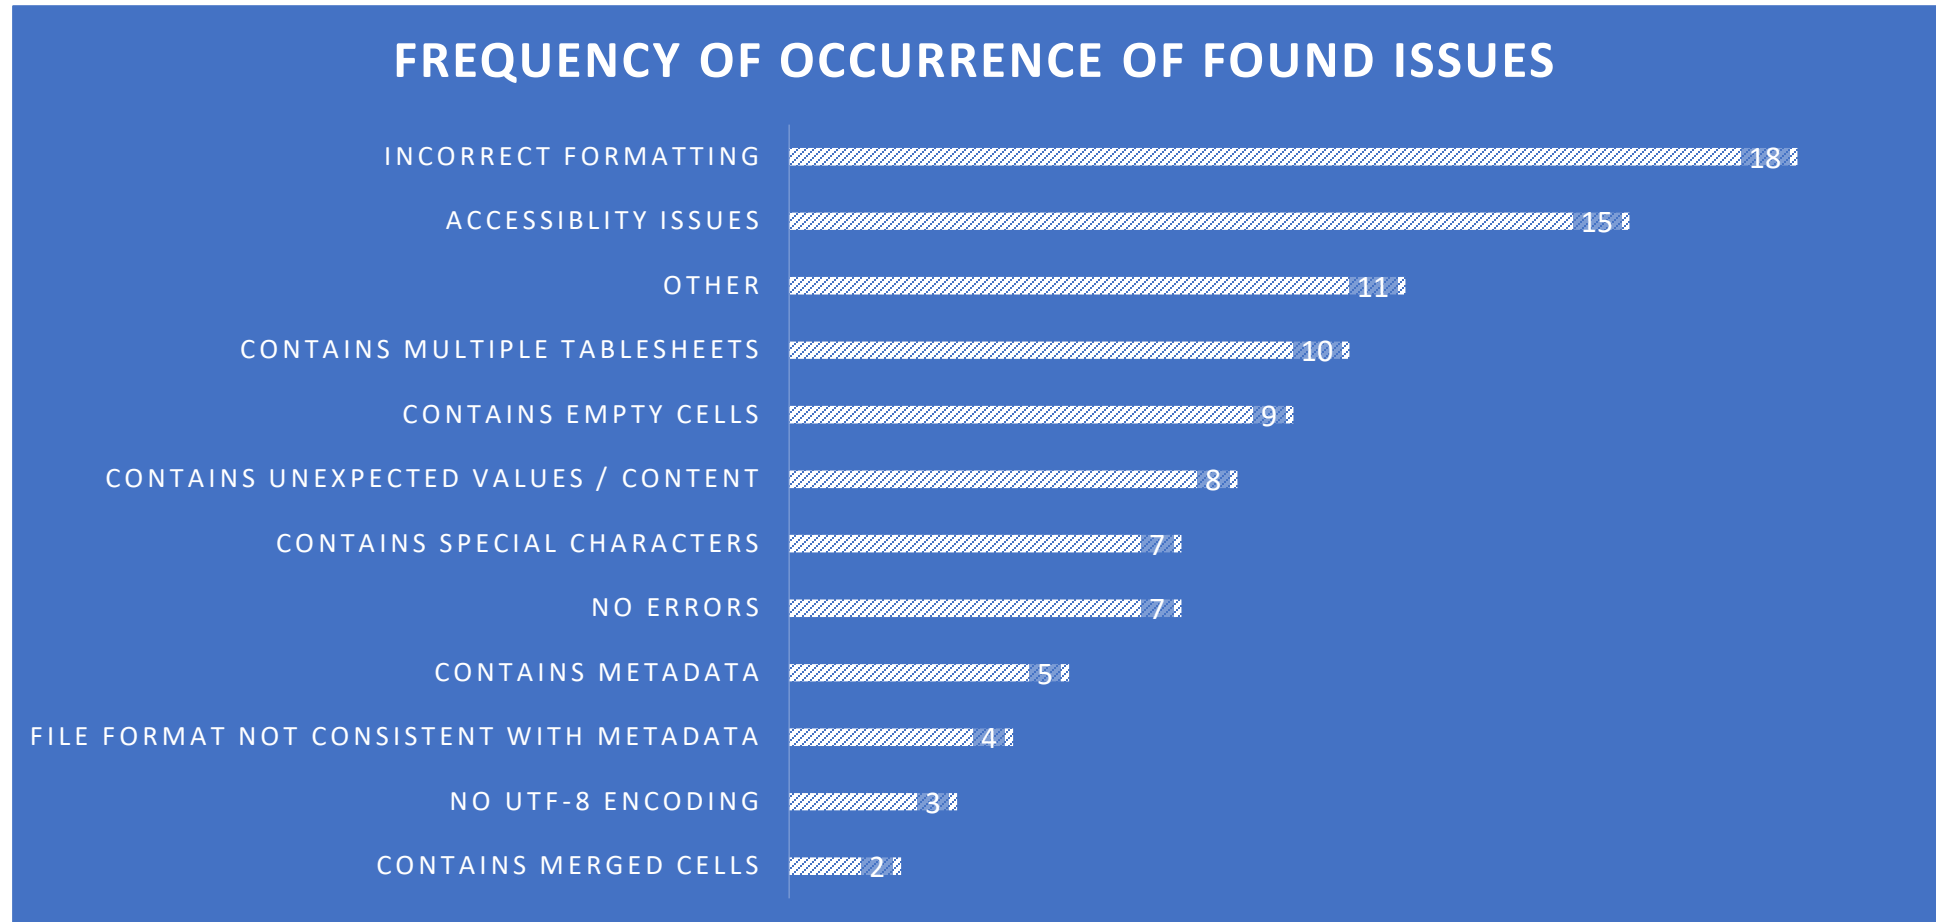 FREQUENCY OF OCCURRENCE OF FOUND ISSUES
INCORRECT FORMATTING 18
ACCESSIBLITY ISSUES 15
OTHER 11
CONTAINS MULTIPLE TABLESHEETS 10
CONTAINS EMPTY CELLS 9
CONTAINS UNEXPECTED VALUES / CONTENT 8
CONTAINS SPECIAL CHARACTERS 7
NO ERRORS 7
CONTAINS METADATA 5
FILE FORMAT NOT CONSISTENT WITH METADATA 4
NO UTF-8 ENCODING 3
CONTAINS MERGED CELLS 2